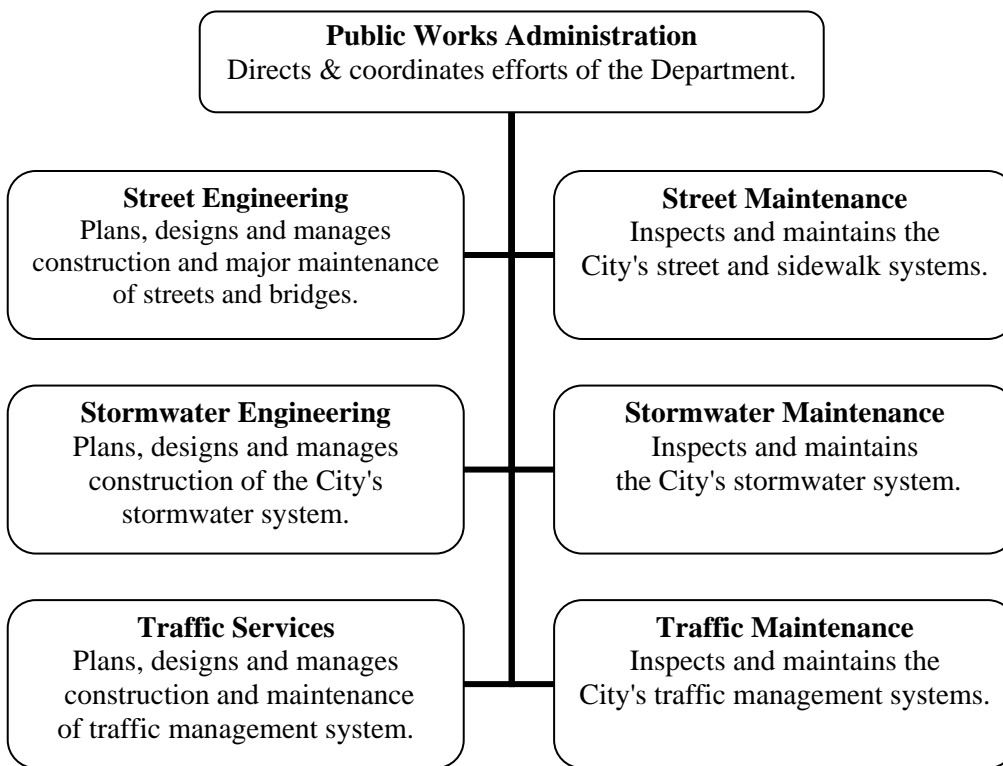 Public Works Administration
Directs & coordinates efforts of the Department.
Street Engineering
Plans, designs and manages
construction and major maintenance
of streets and bridges.
Street Maintenance
Inspects and maintains the
City's street and sidewalk systems.
Stormwater Engineering
Plans, designs and manages
construction of the City's
stormwater system.
Stormwater Maintenance
Inspects and maintains
the City's stormwater system.
Traffic Services
Plans, designs and manages
construction and maintenance
of traffic management system.
Traffic Maintenance
Inspects and maintains the
City's traffic management systems.